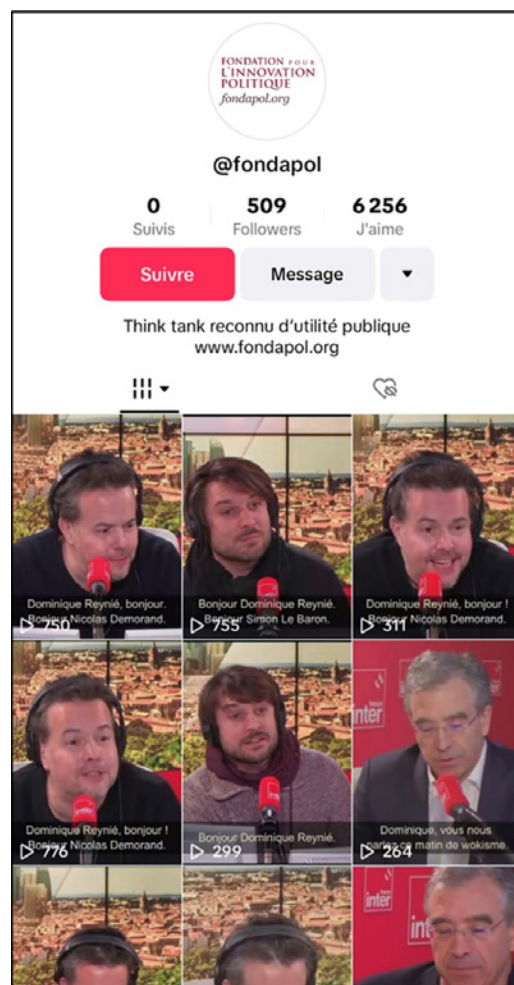 FONDATION POUR
L'INNOVATION
POLITIQUE
fondapol.org
@fondapol
0
509
6 256
Suivis
Followers
J'aime
Suivre
Message
Think tank reconnu d'utilité publique
www.fondapol.org
Dominique Reynié, bonjour.
Bonjour Nicolas Demorand.
750
Bonjour Dominique Reynié.
Bonjour Simon Le Baron.
755
Dominique Reynié, bonjour !
Bonjour Nicolas Demorand.
311
Dominique Reynié, bonjour !
Bonjour Nicolas Demorand.
776
Bonjour Dominique Reynié.
299
france
inter
Dominique, vous nous
parlez ce matin de wokisme.
264
inter
int